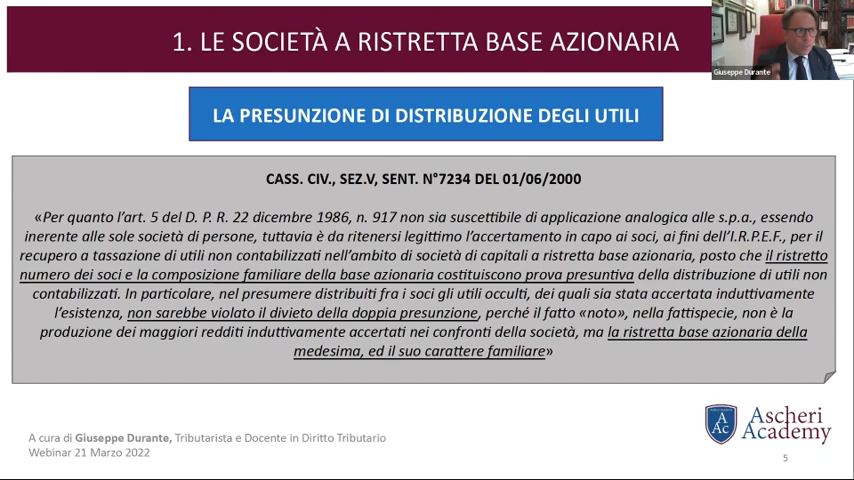 1. LE SOCIETÀ A RISTRETTA BASE AZIONARIA
Giuseppe Durante
LA PRESUNZIONE DI DISTRIBUZIONE DEGLI UTILI
CASS. CIV., SEZ.V, SENT. N°7234 DEL 01/06/2000
«Per quanto l'art. 5 del D. P. R. 22 dicembre 1986, n. 917 non sia suscettibile di applicazione analogica alle s.p.a., essendo
inerente alle sole società di persone, tuttavia è da ritenersi legittimo l'accertamento in capo ai soci, ai fini dell'I.R.P.E.F., per il
recupero a tassazione di utili non contabilizzati nell'ambito di società di capitali a ristretta base azionaria, posto che il ristretto
numero dei soci e la composizione familiare della base azionaria costituiscono prova presuntiva della distribuzione di utili non
contabilizzati. In particolare, nel presumere distribuiti fra i soci gli utili occulti, dei quali sia stata accertata induttivamente
l'esistenza, non sarebbe violato il divieto della doppia presunzione, perché il fatto «noto», nella fattispecie, non è la
produzione dei maggiori redditi induttivamente accertati nei confronti della società, ma la ristretta base azionaria della
medesima, ed il suo carattere familiare»
A cura di Giuseppe Durante, Tributarista e Docente in Diritto Tributario
Webinar 21 Marzo 2022
A
Ac
Ascheri
Academy
5